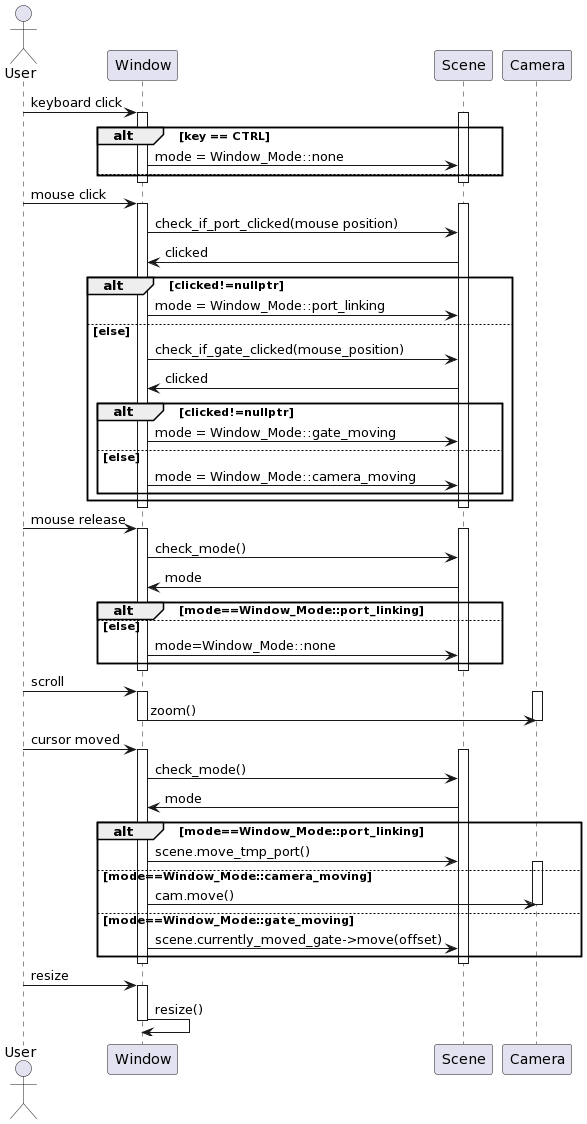 User
Window
Scene
Camera
keyboard click
alt
[key == CTRL]
mode = Window_Mode::none
mouse click
check_if_port_clicked(mouse position)
clicked
alt
[clicked!=nullptr]
mode = Window_Mode::port_linking
[else]
check_if_gate_clicked(mouse_position)
clicked
alt
[clicked!=nullptr]
mode = Window_Mode::gate_moving
[else]
mode = Window_Mode::camera_moving
mouse release
check_mode()
mode
alt
[mode==Window_Mode::port_linking]
[else]
mode=Window_Mode::none
scroll
zoom()
cursor moved
check_mode()
mode
alt
[mode==Window_Mode::port_linking]
scene.move_tmp_port()
[mode==Window_Mode::camera_moving]
cam.move()
[mode==Window_Mode::gate_moving]
scene.currently_moved_gate->move(offset)
resize
resize()
User
Window
Scene
Camera